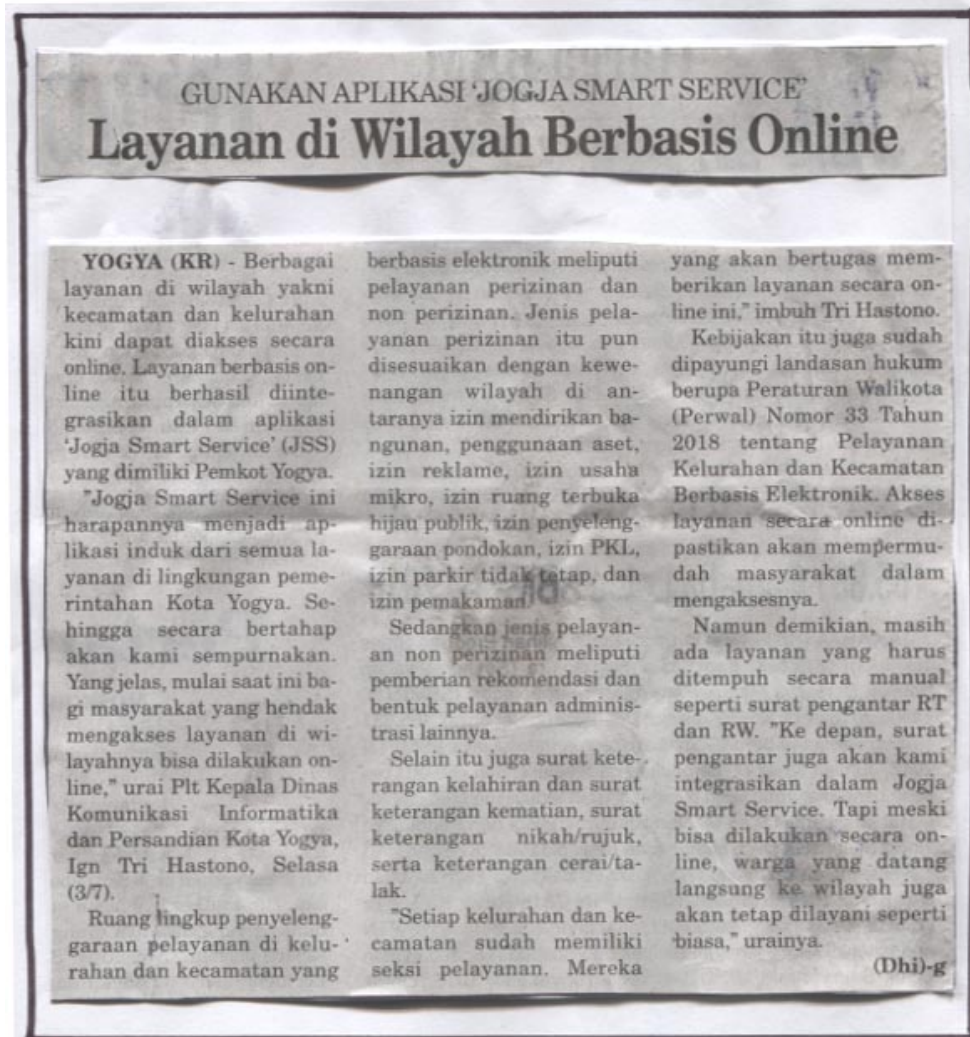 GUNAKAN APLIKASI 'JOGJA SMART SERVICE'
Layanan di Wilayah Berbasis Online
YOGYA (KR) - Berbagai
layanan di wilayah yakni
kecamatan dan kelurahan
kini dapat diakses secara
online. Layanan berbasis on-
line itu berhasil diinte-
grasikan dalam aplikasi
'Jogja Smart Service' (JSS)
yang dimiliki Pemkot Yogya.
"Jogja Smart Service ini
harapannya menjadi ap-
likasi induk dari semua la-
yanan di lingkungan peme-
rintahan Kota Yogya. Se-
hingga secara bertahap
akan kami sempurnakan.
Yang jelas, mulai saat ini ba-
gi masyarakat yang hendak
mengakses layanan di wi-
layahnya bisa dilakukan on-
line," urai Plt Kepala Dinas
Komunikasi Informatika
dan Persandian Kota Yogya,
Ign Tri Hastono, Selasa
(3/7).
Ruang lingkup penyeleng-
garaan pelayanan di kelu-
rahan dan kecamatan yang
berbasis elektronik meliputi
pelayanan perizinan dan
non perizinan. Jenis pela-
yanan perizinan itu pun
disesuaikan dengan kewe-
nangan wilayah di an-
taranya izin mendirikan ba-
ngunan, penggunaan aset,
izin reklame, izin usaha
mikro, izin ruang terbuka
hijau publik, izin penyeleng-
garaan pondokan, izin PKL,
izin parkir tidak tetap, dan
izin pemakaman.
Sedangkan jenis pelayan-
an non perizinan meliputi
pemberian rekomendasi dan
bentuk pelayanan adminis-
trasi lainnya.
Selain itu juga surat kete-
rangan kelahiran dan surat
keterangan kematian, surat
keterangan nikah/rujuk,
serta keterangan cerai/ta-
lak.
"Setiap kelurahan dan ke-
camatan sudah memiliki
seksi pelayanan. Mereka
yang akan bertugas mem-
berikan layanan secara on-
line ini," imbuh Tri Hastono.
Kebijakan itu juga sudah
dipayungi landasan hukum
berupa Peraturan Walikota
(Perwal) Nomor 33 Tahun
2018 tentang Pelayanan
Kelurahan dan Kecamatan
Berbasis Elektronik. Akses
layanan secara online di-
pastikan akan mempermu-
dah masyarakat dalam
mengaksesnya.
Namun demikian, masih
ada layanan yang harus
ditempuh secara manual
seperti surat pengantar RT
dan RW. "Ke depan, surat
pengantar juga akan kami
integrasikan dalam Jogja
Smart Service. Tapi meski
bisa dilakukan secara on-
line, warga yang datang
langsung ke wilayah juga
akan tetap dilayani seperti
biasa," urainya.
(Dhi)-g